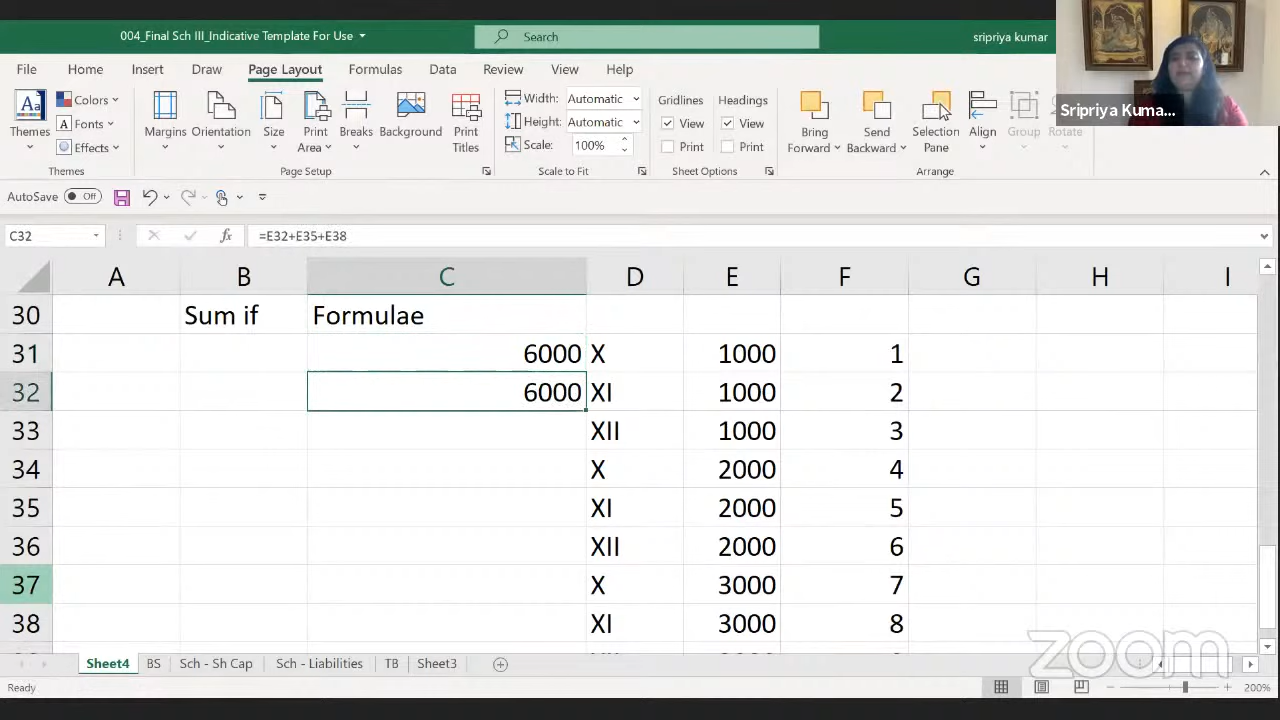 004_Final Sch III_Indicative Template For Use
Search
sripriya kumar
File Home Insert Draw Page Layout Formulas Data Review View Help
Sripriya Kuma...
Aa
Themes
Colors
Fonts
Effects
Themes
Margins
Orientation
Size
Print Area
Breaks
Background
Print Titles
Page Setup
Width: Automatic
Height: Automatic
Scale: 100%
Scale to Fit
Gridlines
View
Print
Headings
View
Print
Sheet Options
Bring Forward
Send Backward
Selection Pane
Align
Group
Rotate
Arrange
AutoSave Off
C32 fx =E32+E35+E38
A B C D E F G H I
30 Sum if Formulae
31 6000 X 1000 1
32 6000 XI 1000 2
33 XII 1000 3
34 X 2000 4
35 XI 2000 5
36 XII 2000 6
37 X 3000 7
38 XI 3000 8
zoom
Sheet4 BS Sch - Sh Cap Sch - Liabilities TB Sheet3
Ready
200%